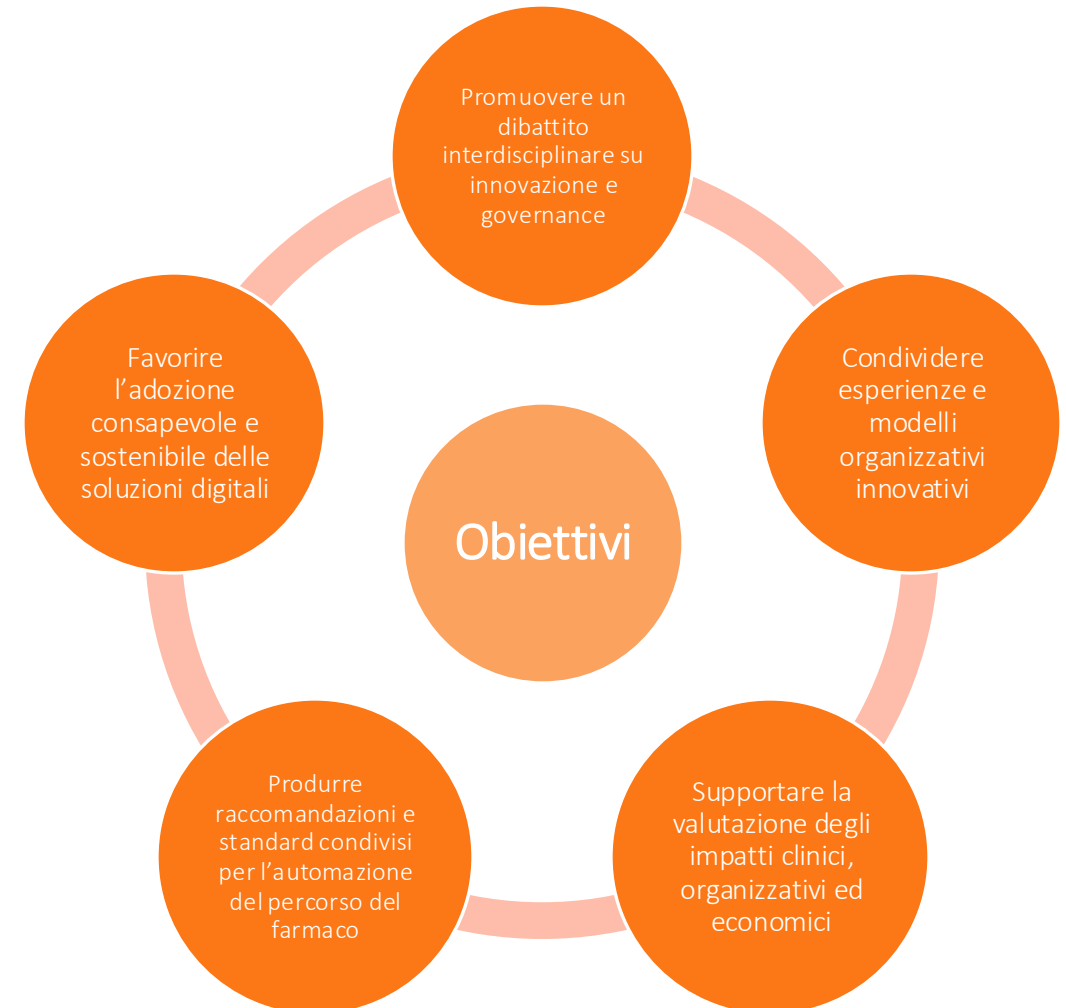 Promuovere un
dibattito
interdisciplinare su
innovazione e
governance
Condividere
esperienze e
modelli
organizzativi
innovativi
Supportare la
valutazione degli
impatti clinici,
organizzativi ed
economici
Produrre
raccomandazioni e
standard condivisi
per l’automazione
del percorso del
farmaco
Favorire
l’adozione
consapevole e
sostenibile delle
soluzioni digitali
Obiettivi